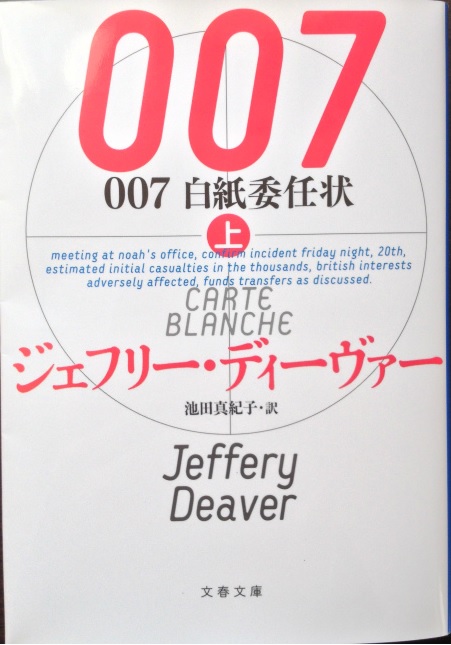 007
007 白紙委任状
上
meeting at noah's office, confirm incident friday night, 20th,
estimated initial casualties in the thousands, british interests
adversely affected, funds transfers as discussed.
CARTE
BLANCHE
ジェフリー・ディーヴァー
池田真紀子・訳
Jeffery
Deaver
文春文庫